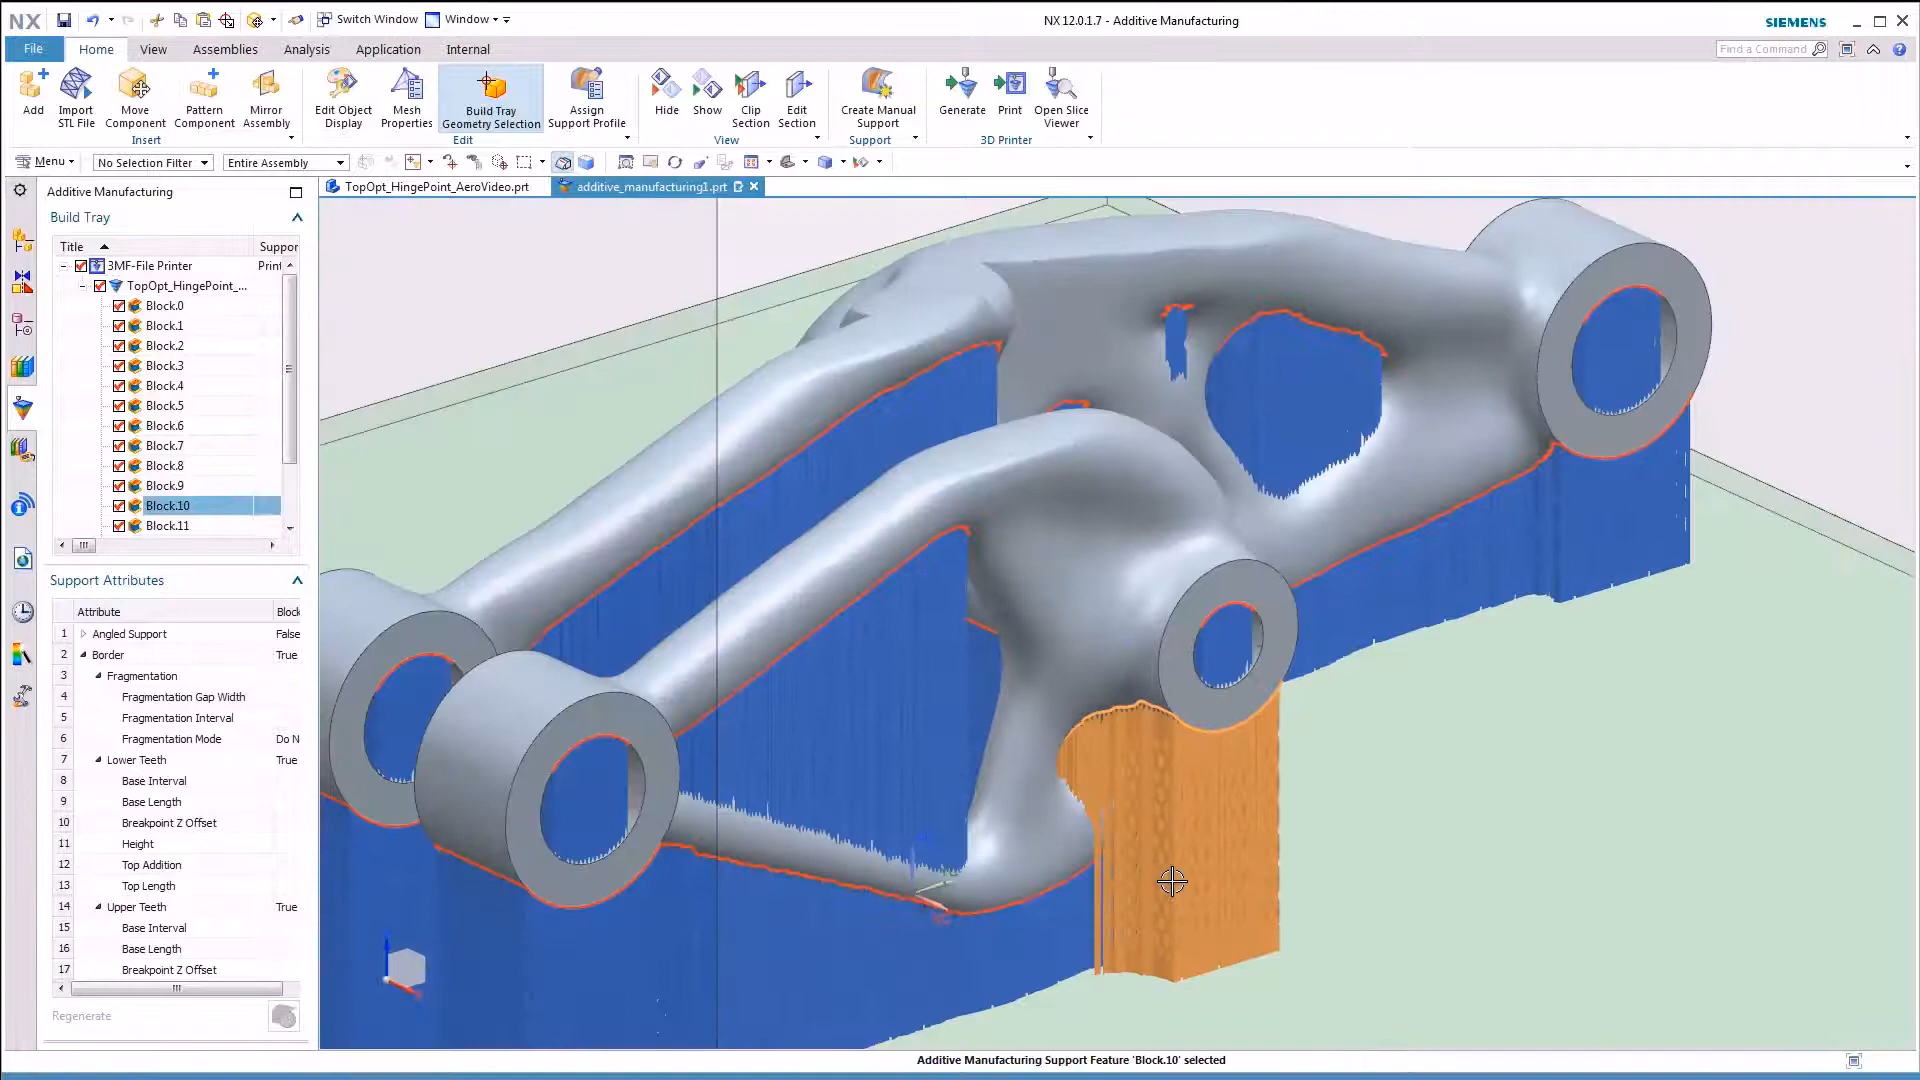 NX
Switch Window
Window
NX 12.0.1.7 - Additive Manufacturing
SIEMENS
File
Home
View
Assemblies
Analysis
Application
Internal
Find a Command
Add
Import
STL File
Move
Component
Pattern
Component
Mirror
Assembly
Insert
Edit Object
Display
Mesh
Properties
Build Tray
Geometry Selection
Assign
Support Profile
Edit
Hide
Show
Clip
Section
Edit
Section
View
Create Manual
Support
Support
Generate
Print
Open Slice
Viewer
3D Printer
Menu
No Selection Filter
Entire Assembly
Additive Manufacturing
TopOpt_HingePoint_AeroVideo.prt
additive_manufacturing1.prt
Build Tray
Title
Suppor
3MF-File Printer
Print
TopOpt_HingePoint_...
Block.0
Block.1
Block.2
Block.3
Block.4
Block.5
Block.6
Block.7
Block.8
Block.9
Block.10
Block.11
Support Attributes
Attribute
Block
1 Angled Support False
2 Border True
3 Fragmentation
4 Fragmentation Gap Width
5 Fragmentation Interval
6 Fragmentation Mode Do N
7 Lower Teeth True
8 Base Interval
9 Base Length
10 Breakpoint Z Offset
11 Height
12 Top Addition
13 Top Length
14 Upper Teeth True
15 Base Interval
16 Base Length
17 Breakpoint Z Offset
Regenerate
Additive Manufacturing Support Feature 'Block.10' selected